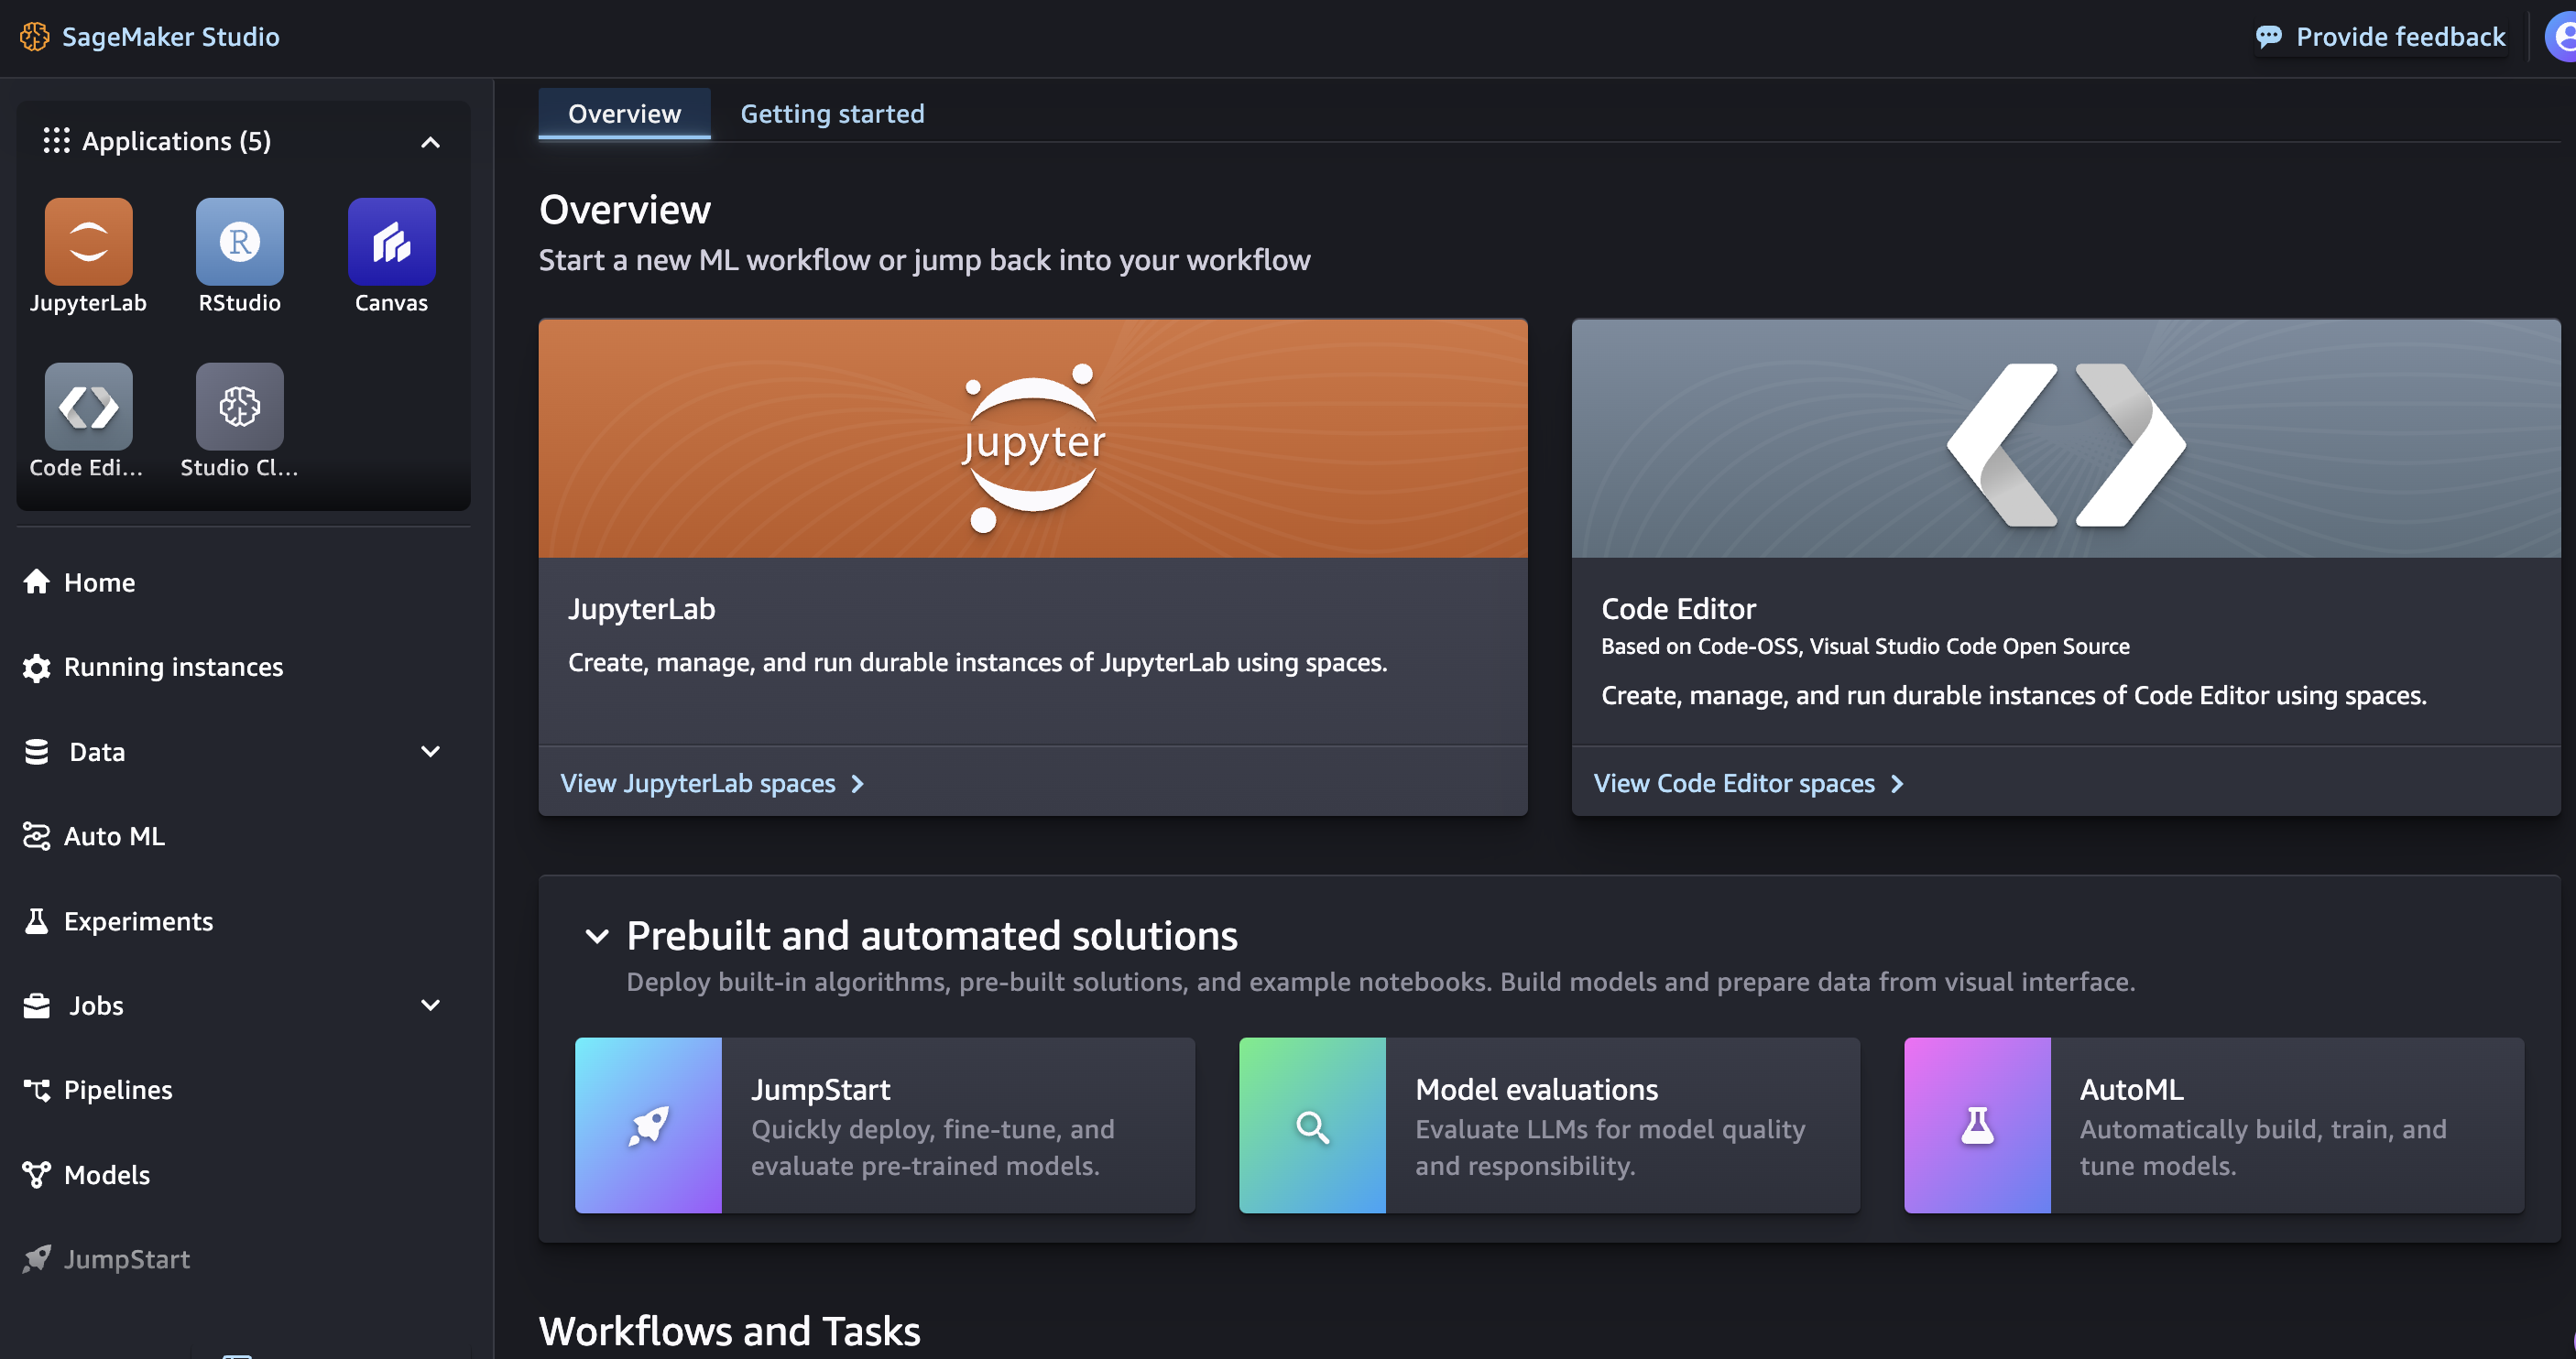 SageMaker Studio
Provide feedback
Applications (5)
JupyterLab
RStudio
Canvas
Code Edi...
Studio Cl...
Home
Running instances
Data
Auto ML
Experiments
Jobs
Pipelines
Models
JumpStart
Overview
Getting started
Overview
Start a new ML workflow or jump back into your workflow
jupyter
JupyterLab
Create, manage, and run durable instances of JupyterLab using spaces.
View JupyterLab spaces
Code Editor
Based on Code-OSS, Visual Studio Code Open Source
Create, manage, and run durable instances of Code Editor using spaces.
View Code Editor spaces
Prebuilt and automated solutions
Deploy built-in algorithms, pre-built solutions, and example notebooks. Build models and prepare data from visual interface.
JumpStart
Quickly deploy, fine-tune, and
evaluate pre-trained models.
Model evaluations
Evaluate LLMs for model quality
and responsibility.
AutoML
Automatically build, train, and
tune models.
Workflows and Tasks